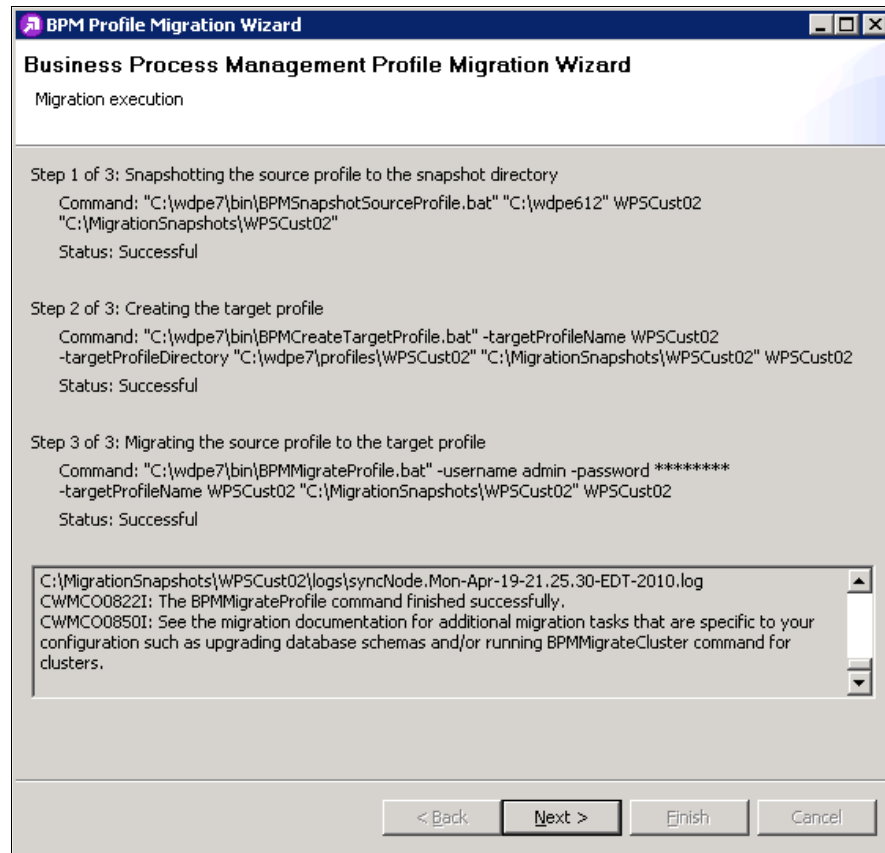 BPM Profile Migration Wizard
Business Process Management Profile Migration Wizard
Migration execution
Step 1 of 3: Snapshotting the source profile to the snapshot directory
Command: "C:\wdpe7\bin\BPMSnapshotSourceProfile.bat" "C:\wdpe612" WPSCust02
"C:\MigrationSnapshots\WPSCust02"
Status: Successful
Step 2 of 3: Creating the target profile
Command: "C:\wdpe7\bin\BPMCreateTargetProfile.bat" -targetProfileName WPSCust02
-targetProfileDirectory "C:\wdpe7\profiles\WPSCust02" "C:\MigrationSnapshots\WPSCust02" WPSCust02
Status: Successful
Step 3 of 3: Migrating the source profile to the target profile
Command: "C:\wdpe7\bin\BPMMigrateProfile.bat" -username admin -password ********
-targetProfileName WPSCust02 "C:\MigrationSnapshots\WPSCust02" WPSCust02
Status: Successful
C:\MigrationSnapshots\WPSCust02\logs\syncNode.Mon-Apr-19-21.25.30-EDT-2010.log
CWMCO0822I: The BPMMigrateProfile command finished successfully.
CWMCO0850I: See the migration documentation for additional migration tasks that are specific to your
configuration such as upgrading database schemas and/or running BPMMigrateCluster command for
clusters.
< Back Next > Finish Cancel